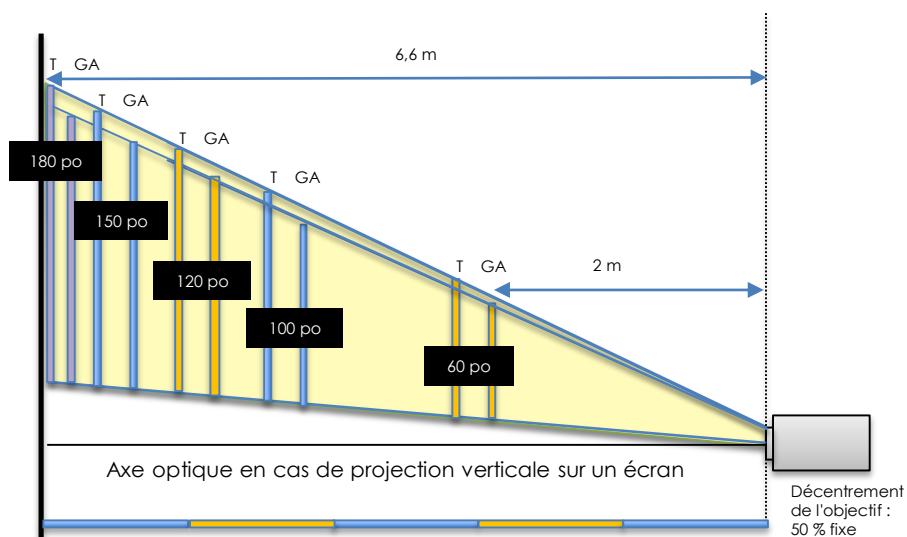 6,6 m
T GA
T GA
T GA
180 po
T GA
150 po
T GA
2 m
120 po
100 po
60 po
Axe optique en cas de projection verticale sur un écran
Décentrement
de l'objectif :
50 % fixe